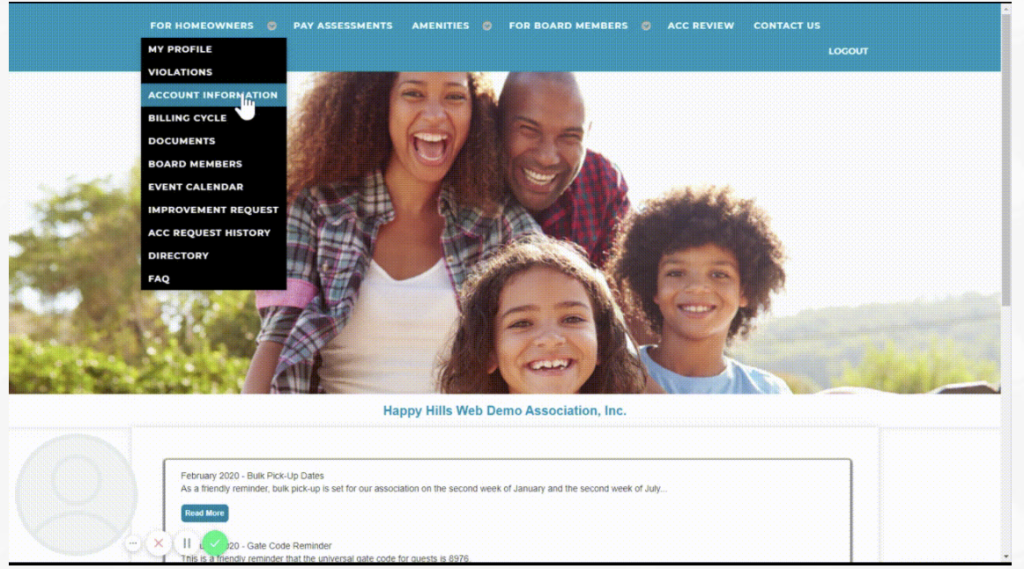 FOR HOMEOWNERS PAY ASSESSMENTS AMENITIES FOR BOARD MEMBERS ACC REVIEW CONTACT US
LOGOUT
MY PROFILE
VIOLATIONS
ACCOUNT INFORMATION
BILLING CYCLE
DOCUMENTS
BOARD MEMBERS
EVENT CALENDAR
IMPROVEMENT REQUEST
ACC REQUEST HISTORY
DIRECTORY
FAQ
Happy Hills Web Demo Association, Inc.
February 2020 - Bulk Pick-Up Dates
As a friendly reminder, bulk pick-up is set for our association on the second week of January and the second week of July...
Read More
20 - Gate Code Reminder
This is a friendly reminder that the universal gate code for guests is 8976.